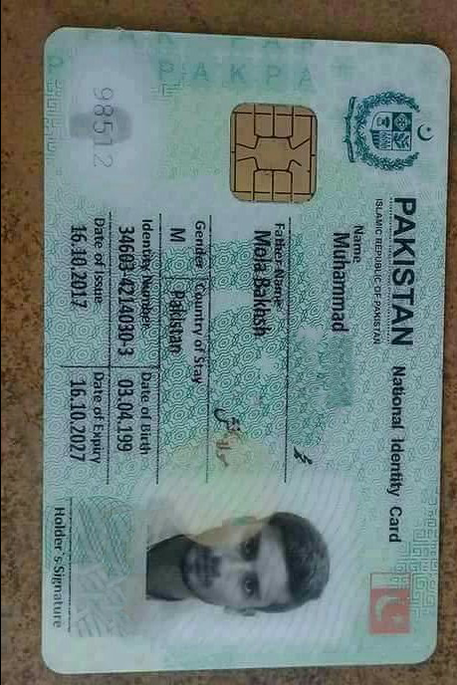 PAKPA
PAKISTAN National Identity Card
ISLAMIC REPUBLIC OF PAKISTAN
Name
Muhammad
Father Name
Mola Bakhsh
Gender Country of Stay
M Pakistan
Identity Number Date of Birth
34603-4214030-3 03.04.199
Date of Issue Date of Expiry
16.10.2017 16.10.2027
Holder's Signature
98512